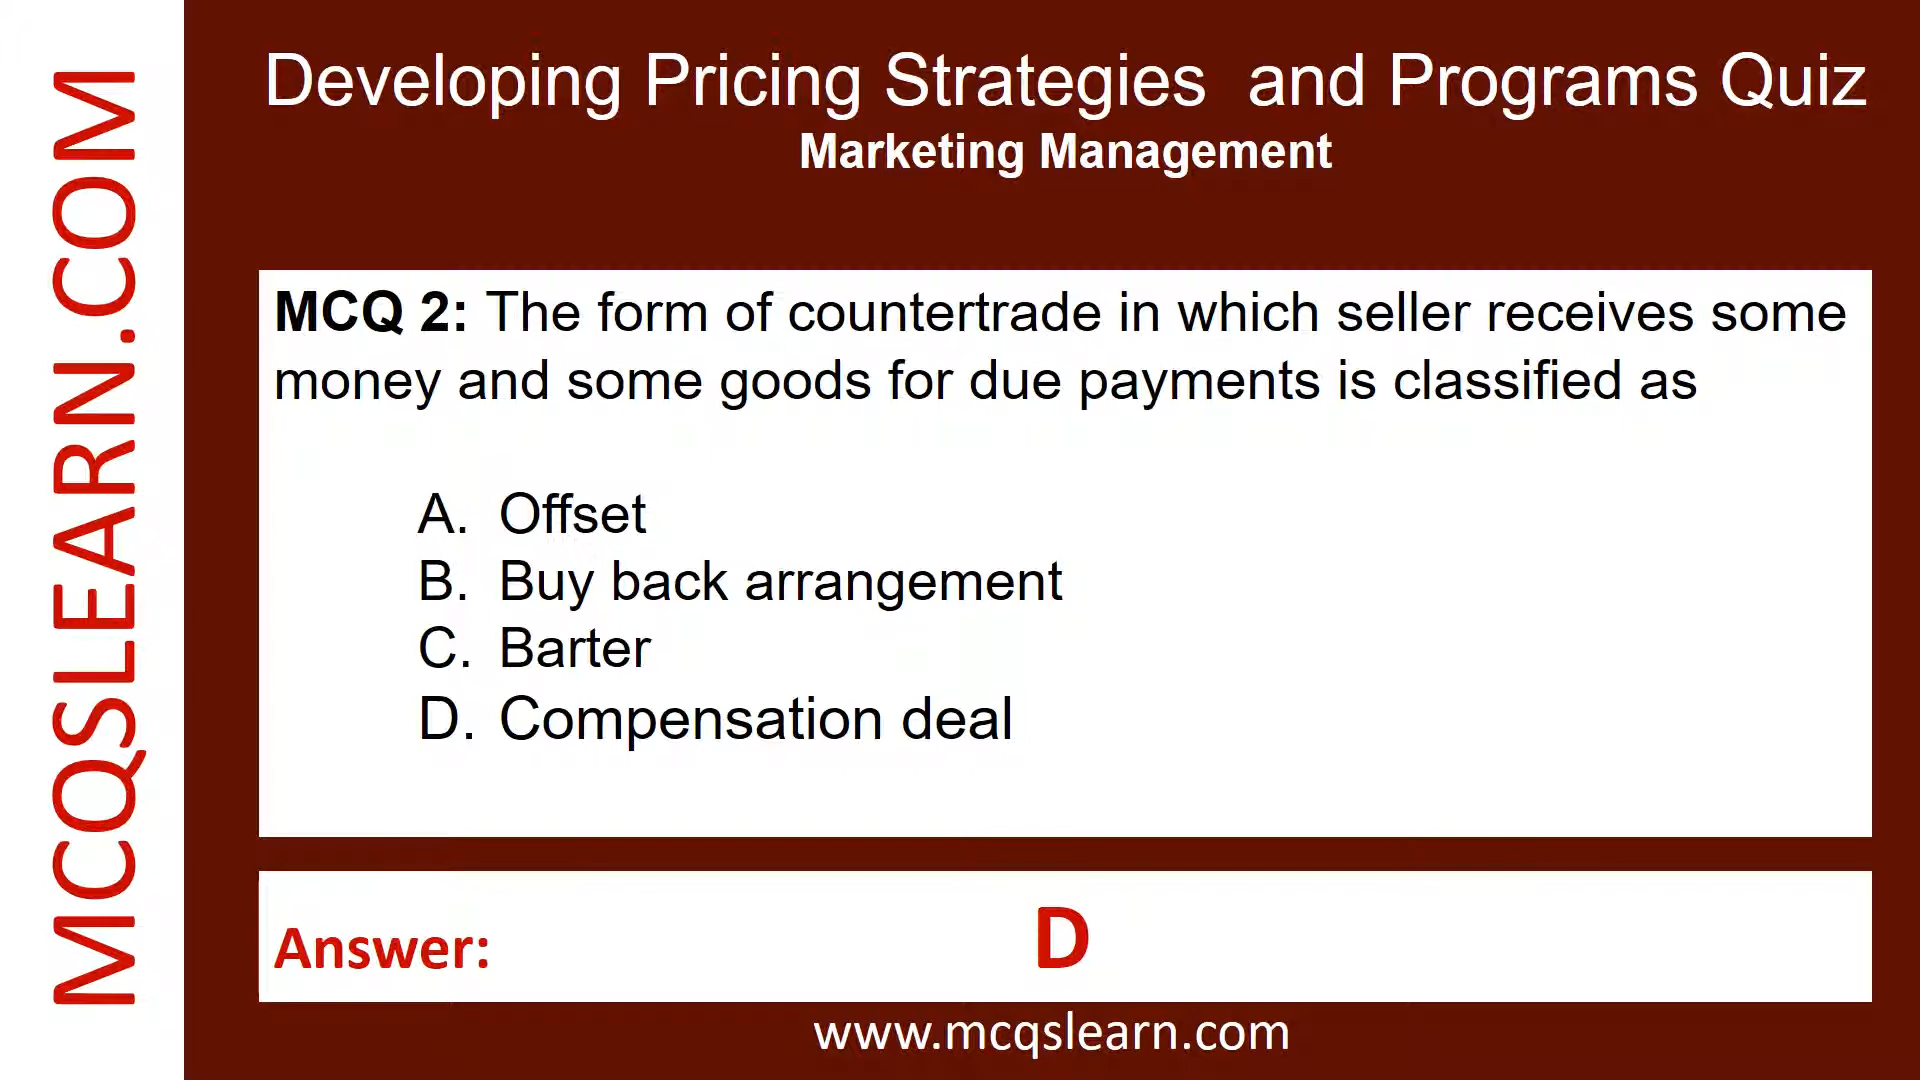 MCQSLEARN.COM
Developing Pricing Strategies and Programs Quiz
Marketing Management
MCQ 2: The form of countertrade in which seller receives some
money and some goods for due payments is classified as
A. Offset
B. Buy back arrangement
C. Barter
D. Compensation deal
Answer: D
www.mcqslearn.com